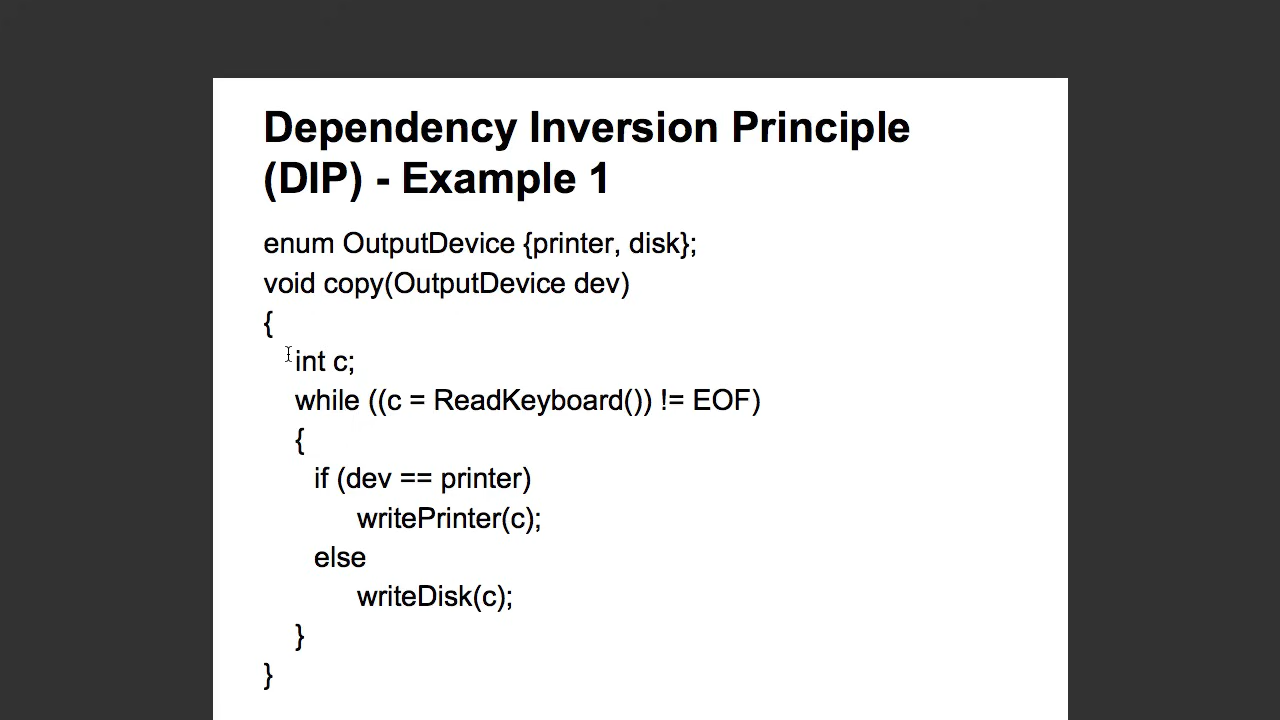 Dependency Inversion Principle
(DIP) - Example 1
enum OutputDevice {printer, disk};
void copy(OutputDevice dev)
{
int c;
while ((c = ReadKeyboard()) != EOF)
{
if (dev == printer)
writePrinter(c);
else
writeDisk(c);
}
}